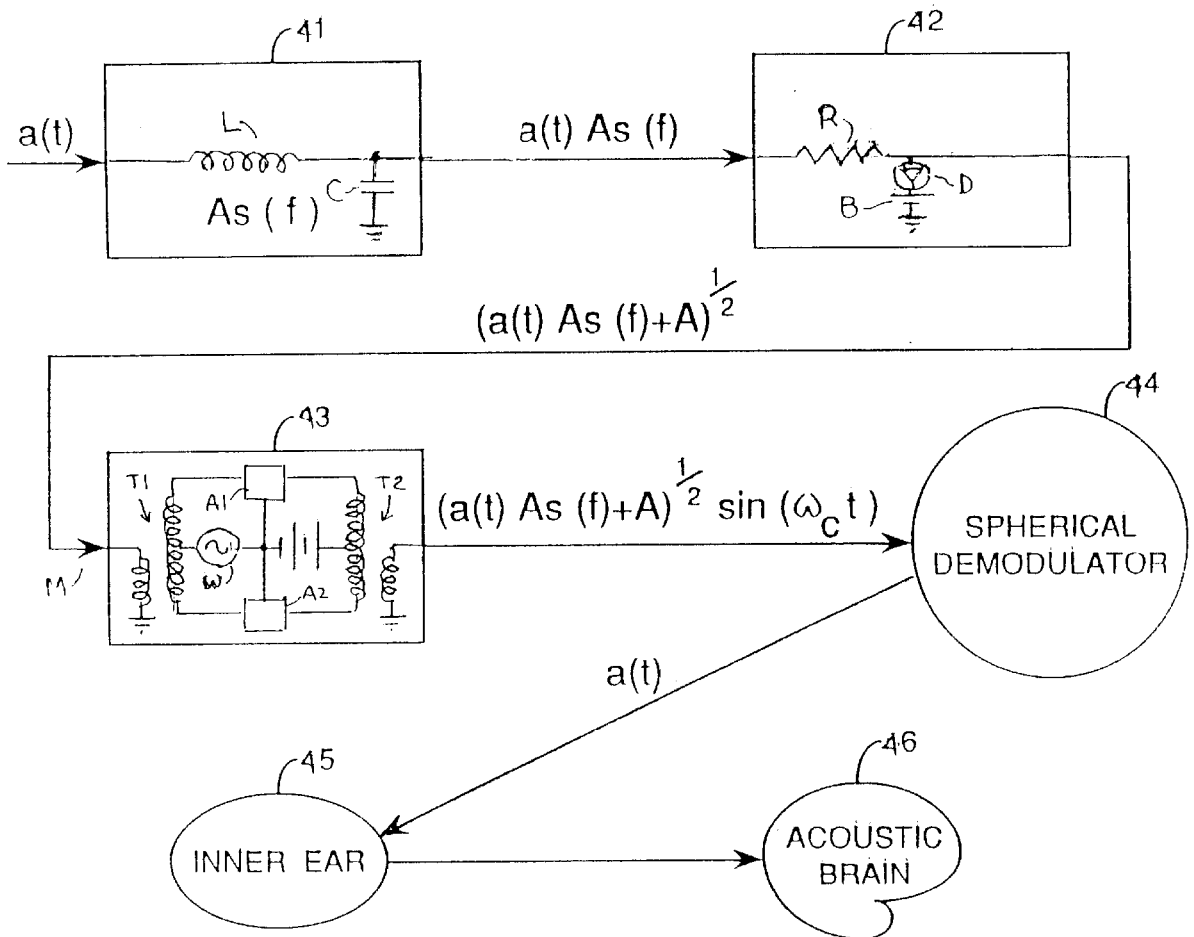 41
42
a(t)
L
As (f)
C
a(t) As (f)
R
D
B
(a(t) As (f)+A)^1/2
43
44
T1
A1
T2
ω
A2
M
(a(t) As (f)+A)^1/2 sin (ω_c t)
SPHERICAL
DEMODULATOR
a(t)
45
46
INNER EAR
ACOUSTIC
BRAIN